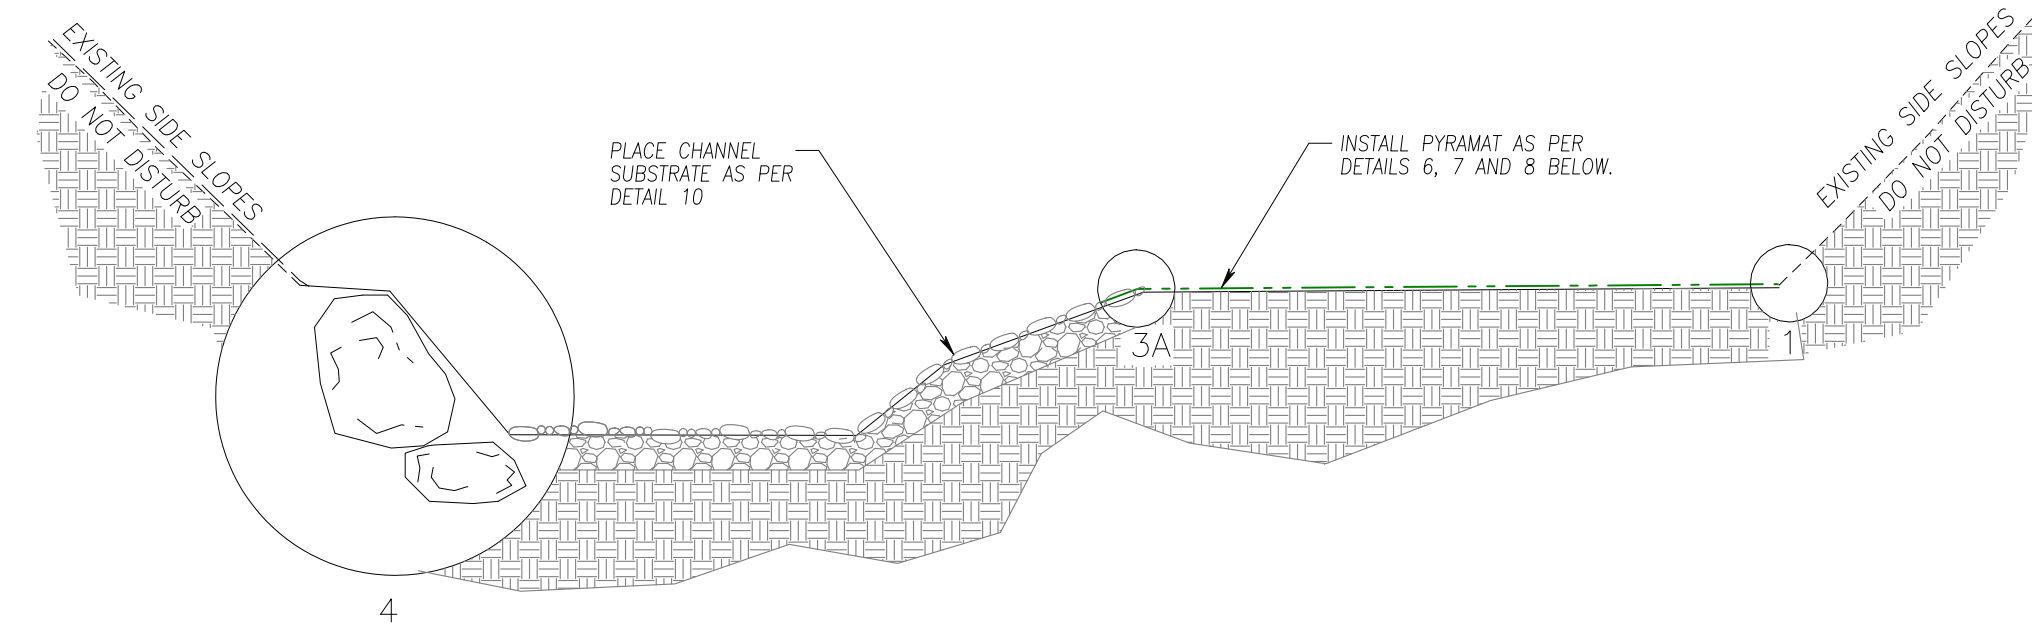 EXISTING SIDE SLOPES
DO NOT DISTURB
PLACE CHANNEL
SUBSTRATE AS PER
DETAIL 10
INSTALL PYRAMAT AS PER
DETAILS 6, 7 AND 8 BELOW.
EXISTING SIDE SLOPES
DO NOT DISTURB
3A
1
4